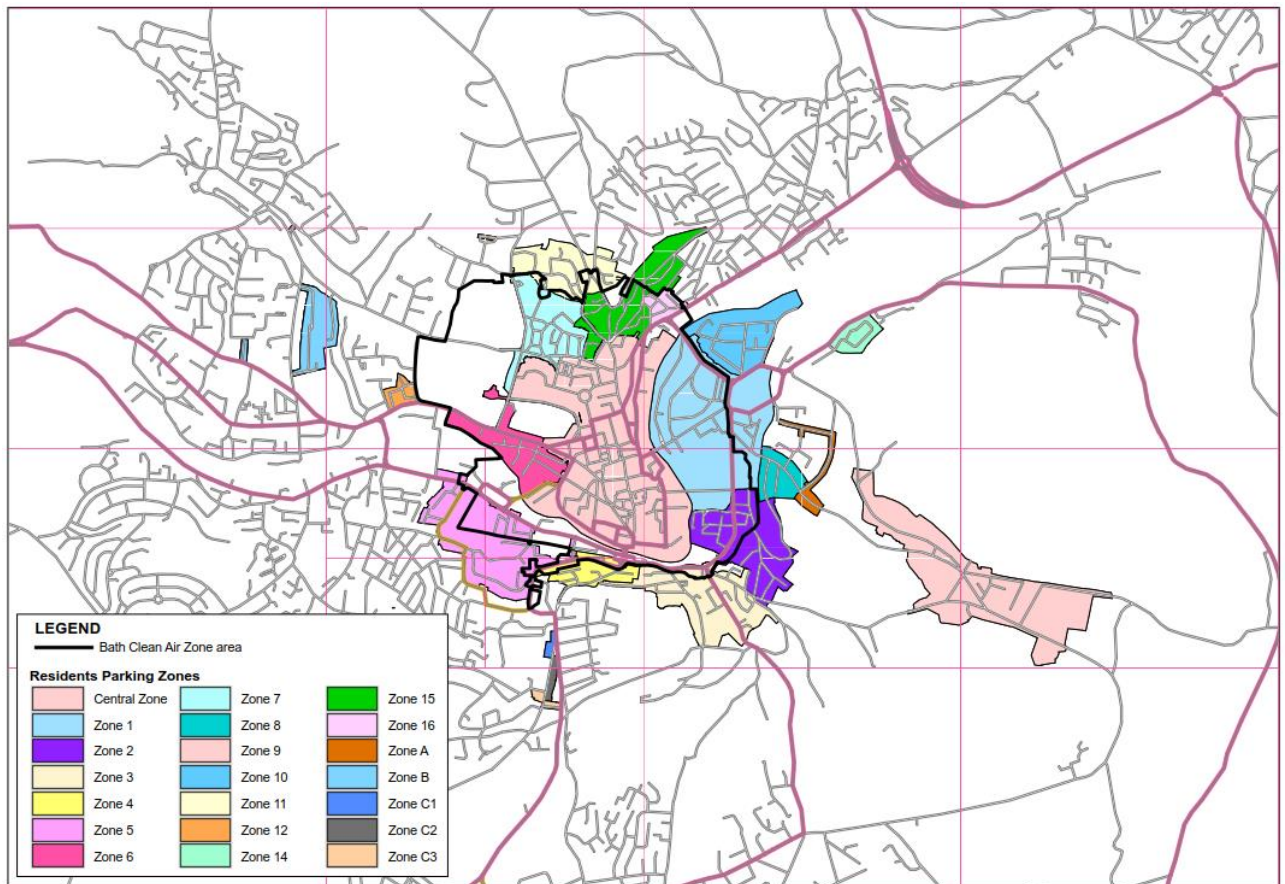 LEGEND
Bath Clean Air Zone area
Residents Parking Zones
Central Zone
Zone 1
Zone 2
Zone 3
Zone 4
Zone 5
Zone 6
Zone 7
Zone 8
Zone 9
Zone 10
Zone 11
Zone 12
Zone 14
Zone 15
Zone 16
Zone A
Zone B
Zone C1
Zone C2
Zone C3